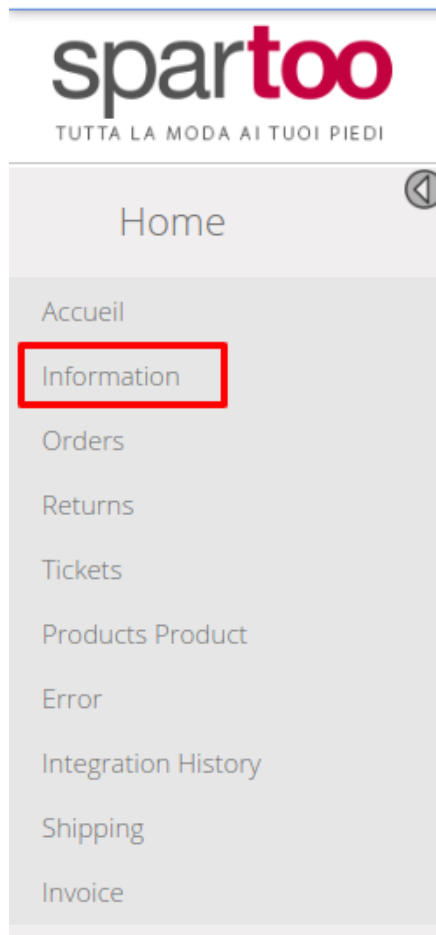 spartoo
TUTTA LA MODA AI TUOI PIEDI
Home
Accueil
Information
Orders
Returns
Tickets
Products Product
Error
Integration History
Shipping
Invoice